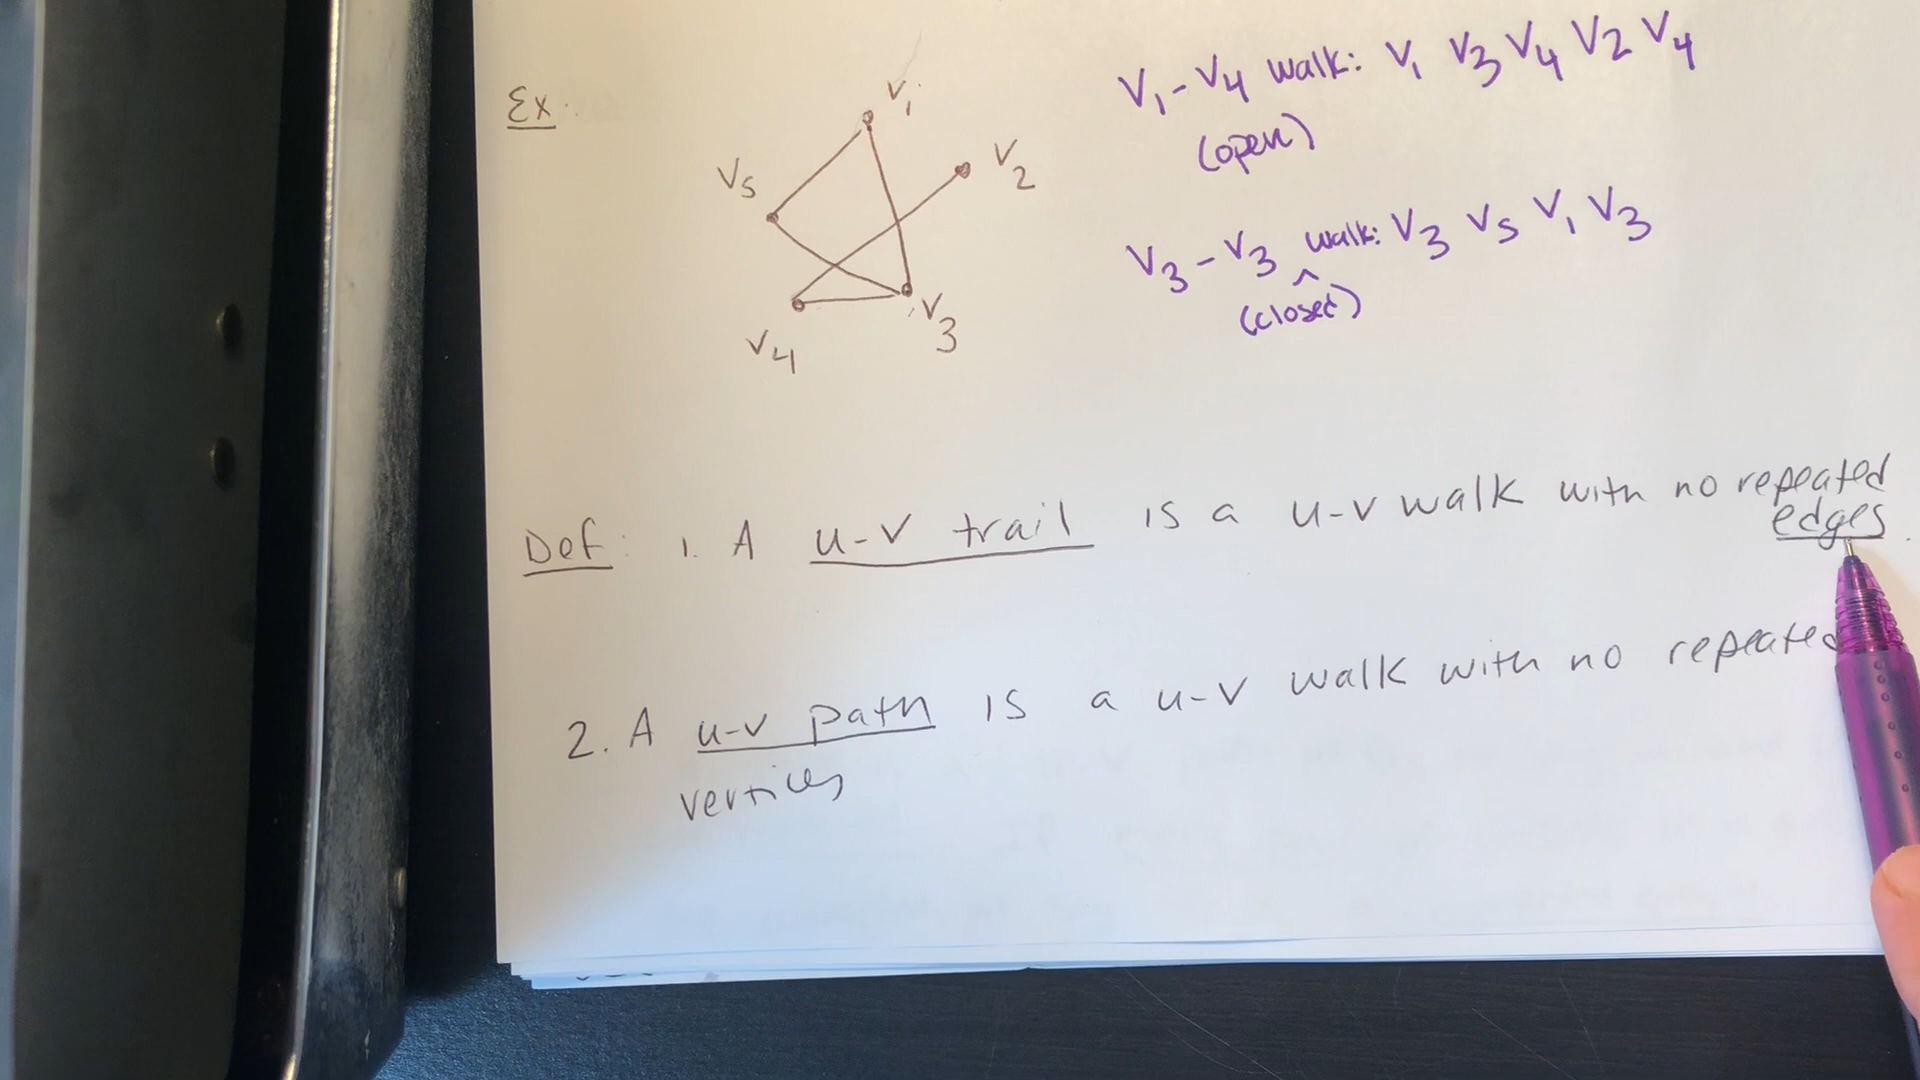 Ex:
V1
V2
V5
V3
V4
V1-V4 walk: V1 V3 V4 V2 V4
(open)
V3-V3 walk: V3 V5 V1 V3
^
(closed)
Def: 1. A u-v trail is a u-v walk with no repeated
edges.
2. A u-v path is a u-v walk with no repeated
vertices